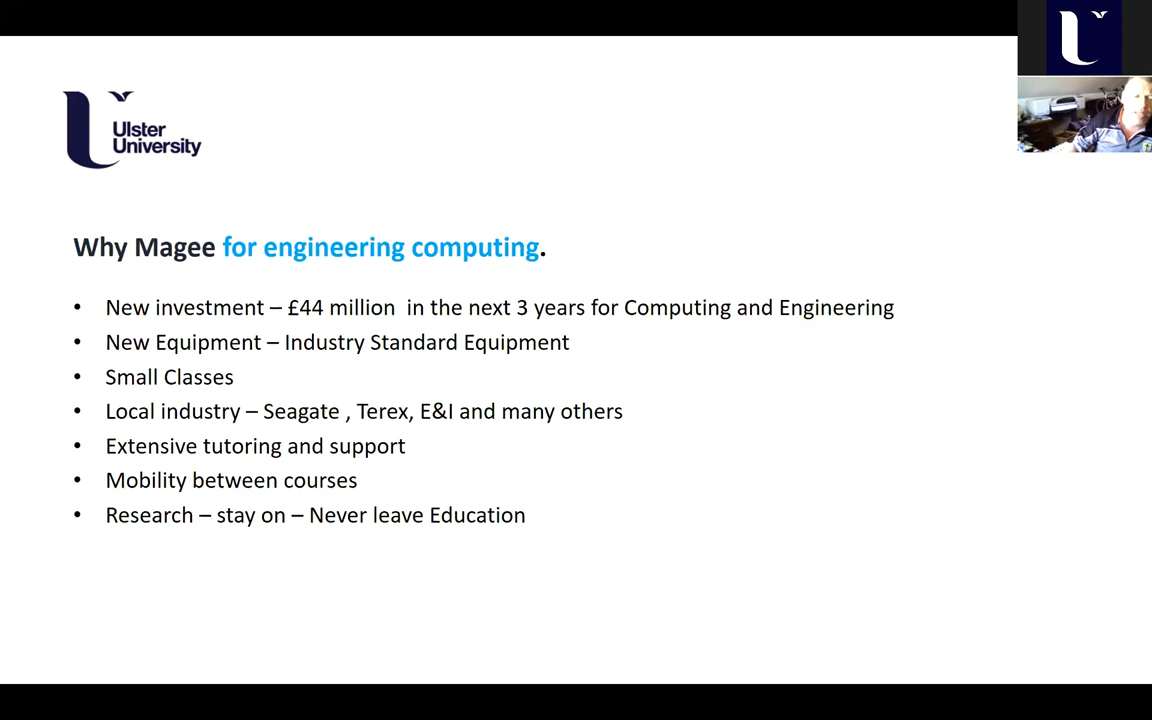 Ulster
University
Why Magee for engineering computing.
• New investment – £44 million in the next 3 years for Computing and Engineering
• New Equipment – Industry Standard Equipment
• Small Classes
• Local industry – Seagate , Terex, E&I and many others
• Extensive tutoring and support
• Mobility between courses
• Research – stay on – Never leave Education